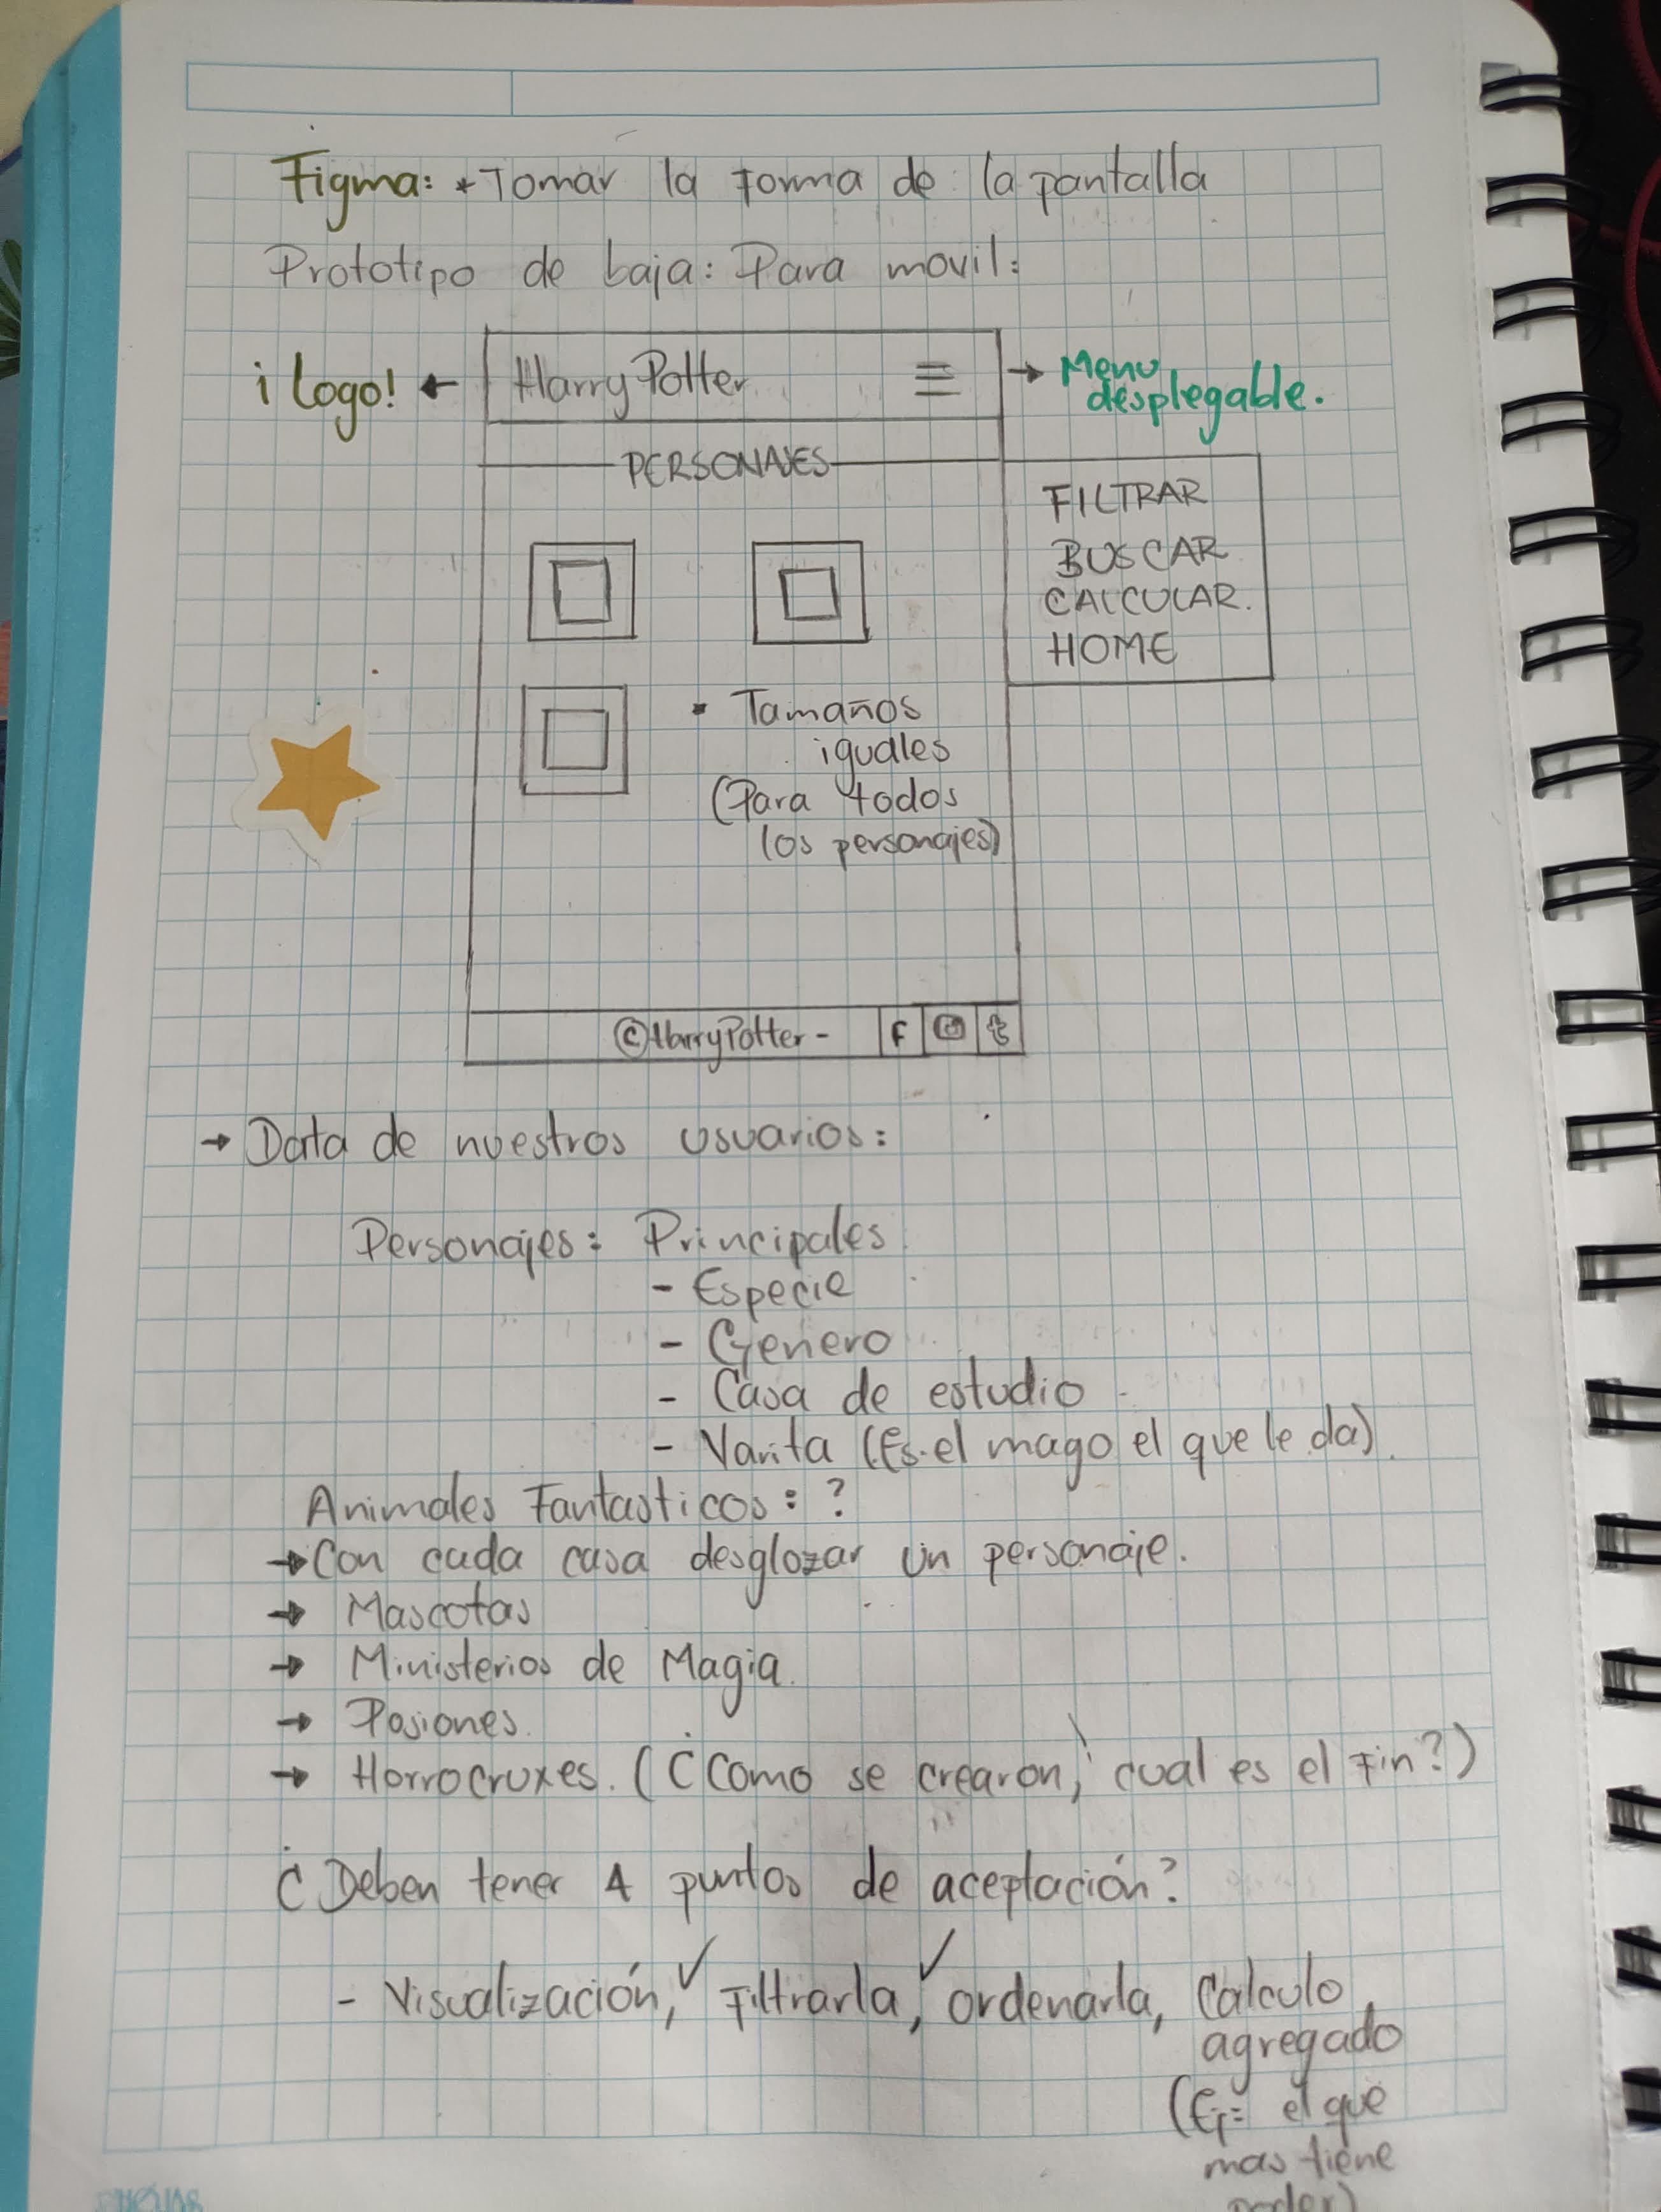 Figma: * Tomar la forma de la pantalla
Prototipo de baja: Para movil:
¡Logo! ←
Harry Potter
→ Menu
desplegable.
PERSONAJES
FILTRAR
BUSCAR
CALCULAR.
HOME
• Tamaños
iguales
(Para todos
los personajes)
©HarryPotter -
f
→ Data de nuestros usuarios:
Personajes: Principales
- Especie
- Genero
- Casa de estudio
- Varita (Es el mago el que le da).
Animales Fantasticos: ?
→ Con cada casa desglozar un personaje.
→ Mascotas
→ Ministerios de Magia.
→ Posiones.
→ Horrocruxes. (¿Como se crearon, cual es el fin?)
¿Deben tener 4 puntos de aceptación?
- Visualización, ✓ Filtrarla, ✓ ordenarla, Calculo
agregado
(Ej: el que
mas tiene
poder)